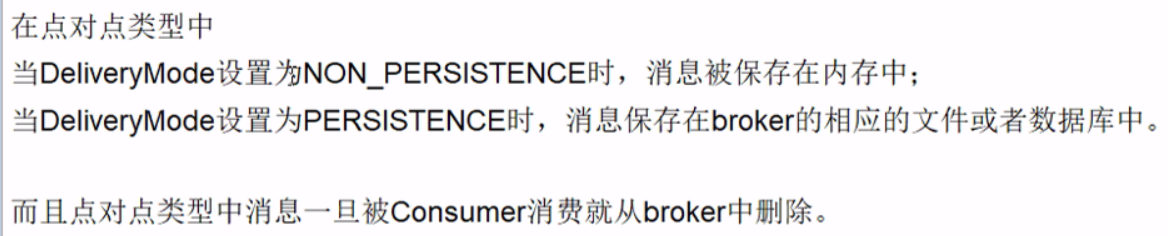 在点对点类型中
当DeliveryMode设置为NON_PERSISTENCE时，消息被保存在内存中；
当DeliveryMode设置为PERSISTENCE时，消息保存在broker的相应的文件或者数据库中。
而且点对点类型中消息一旦被Consumer消费就从broker中删除。